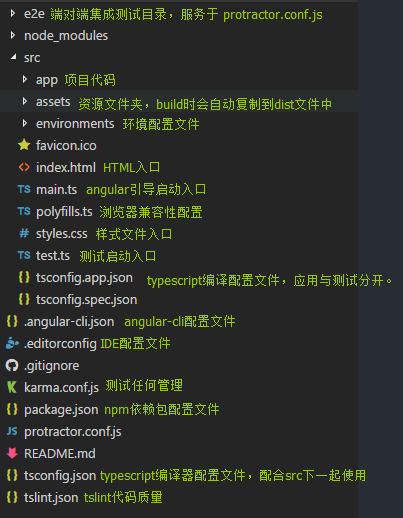 e2e 端对端集成测试目录，服务于 protractor.conf.js
node_modules
src
app 项目代码
assets 资源文件夹，build时会自动复制到dist文件中
environments 环境配置文件
favicon.ico
<> index.html HTML入口
TS main.ts angular引导启动入口
TS polyfills.ts 浏览器兼容性配置
# styles.css 样式文件入口
TS test.ts 测试启动入口
{} tsconfig.app.json typescript编译配置文件，应用与测试分开。
{} tsconfig.spec.json
{} .angular-cli.json angular-cli配置文件
.editorconfig IDE配置文件
.gitignore
karma.conf.js 测试任何管理
{} package.json npm依赖包配置文件
JS protractor.conf.js
README.md
{} tsconfig.json typescript编译器配置文件，配合src下一起使用
{} tslint.json tslint代码质量